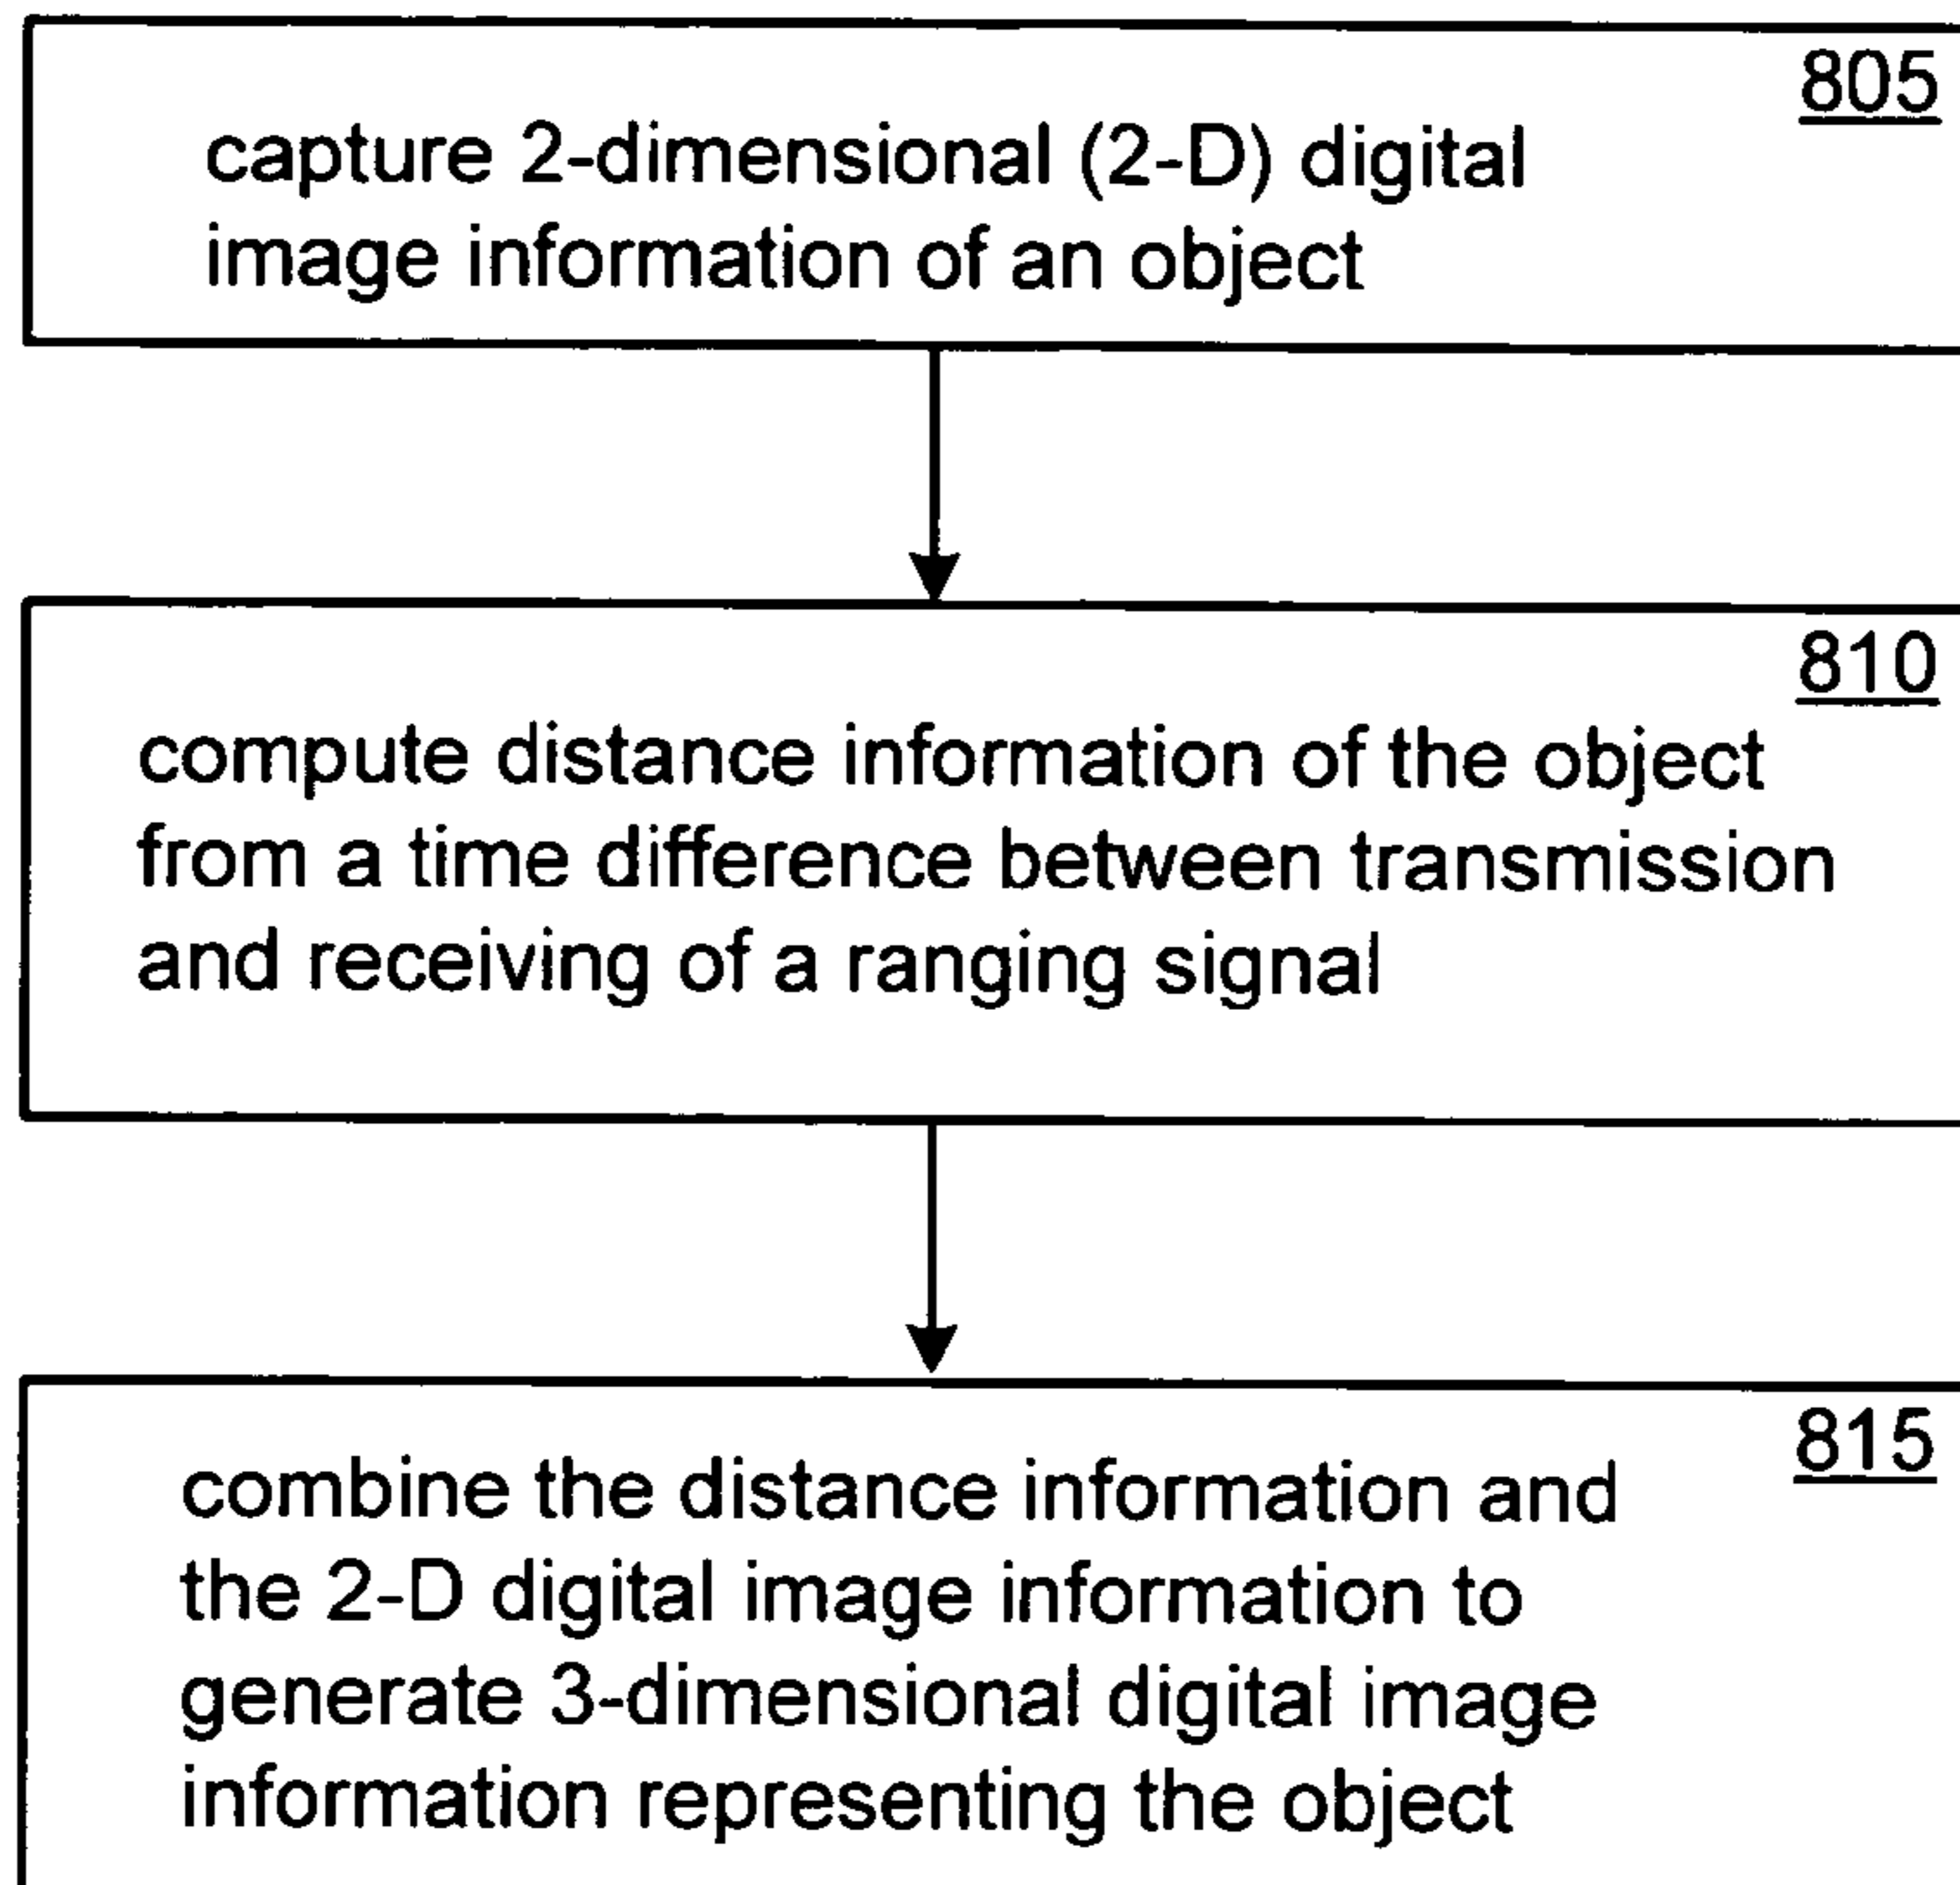 805
capture 2-dimensional (2-D) digital
image information of an object
810
compute distance information of the object
from a time difference between transmission
and receiving of a ranging signal
815
combine the distance information and
the 2-D digital image information to
generate 3-dimensional digital image
information representing the object